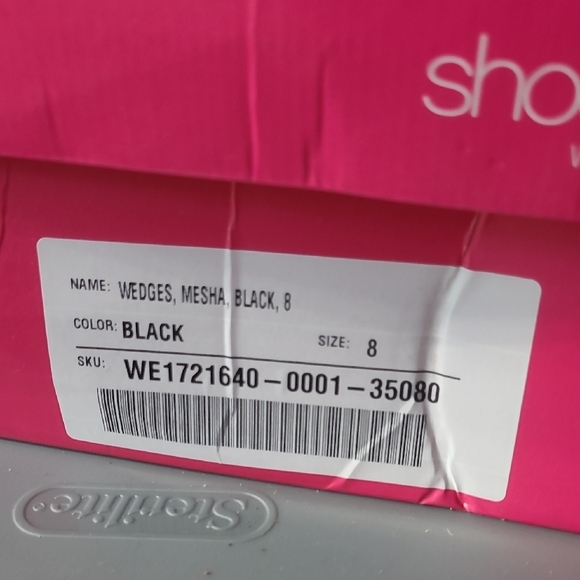 sho
NAME: WEDGES, MESHA, BLACK, 8
COLOR: BLACK SIZE: 8
SKU: WE1721640-0001-35080
Sterilite